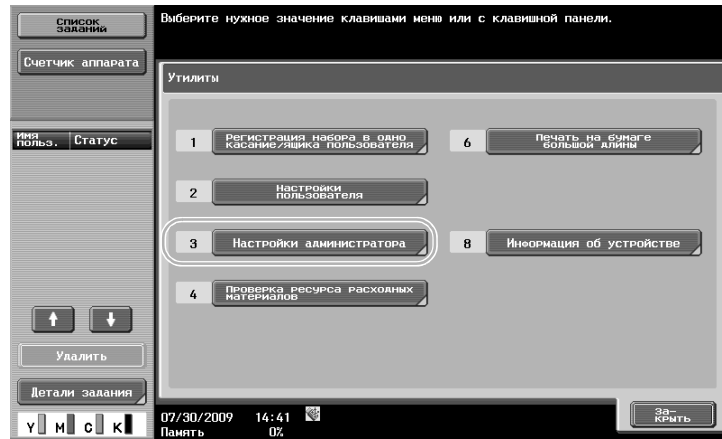 Список
заданий
Счетчик аппарата
Имя
польз.
Статус
Удалить
Детали задания
Y M C K
Выберите нужное значение клавишами меню или с клавишной панели.
Утилиты
1 Регистрация набора в одно
касание/ящика пользователя
2 Настройки
пользователя
3 Настройки администратора
4 Проверка ресурса расходных
материалов
6 Печать на бумаге
большой длины
8 Информация об устройстве
07/30/2009 14:41
Память 0%
За-
крыть